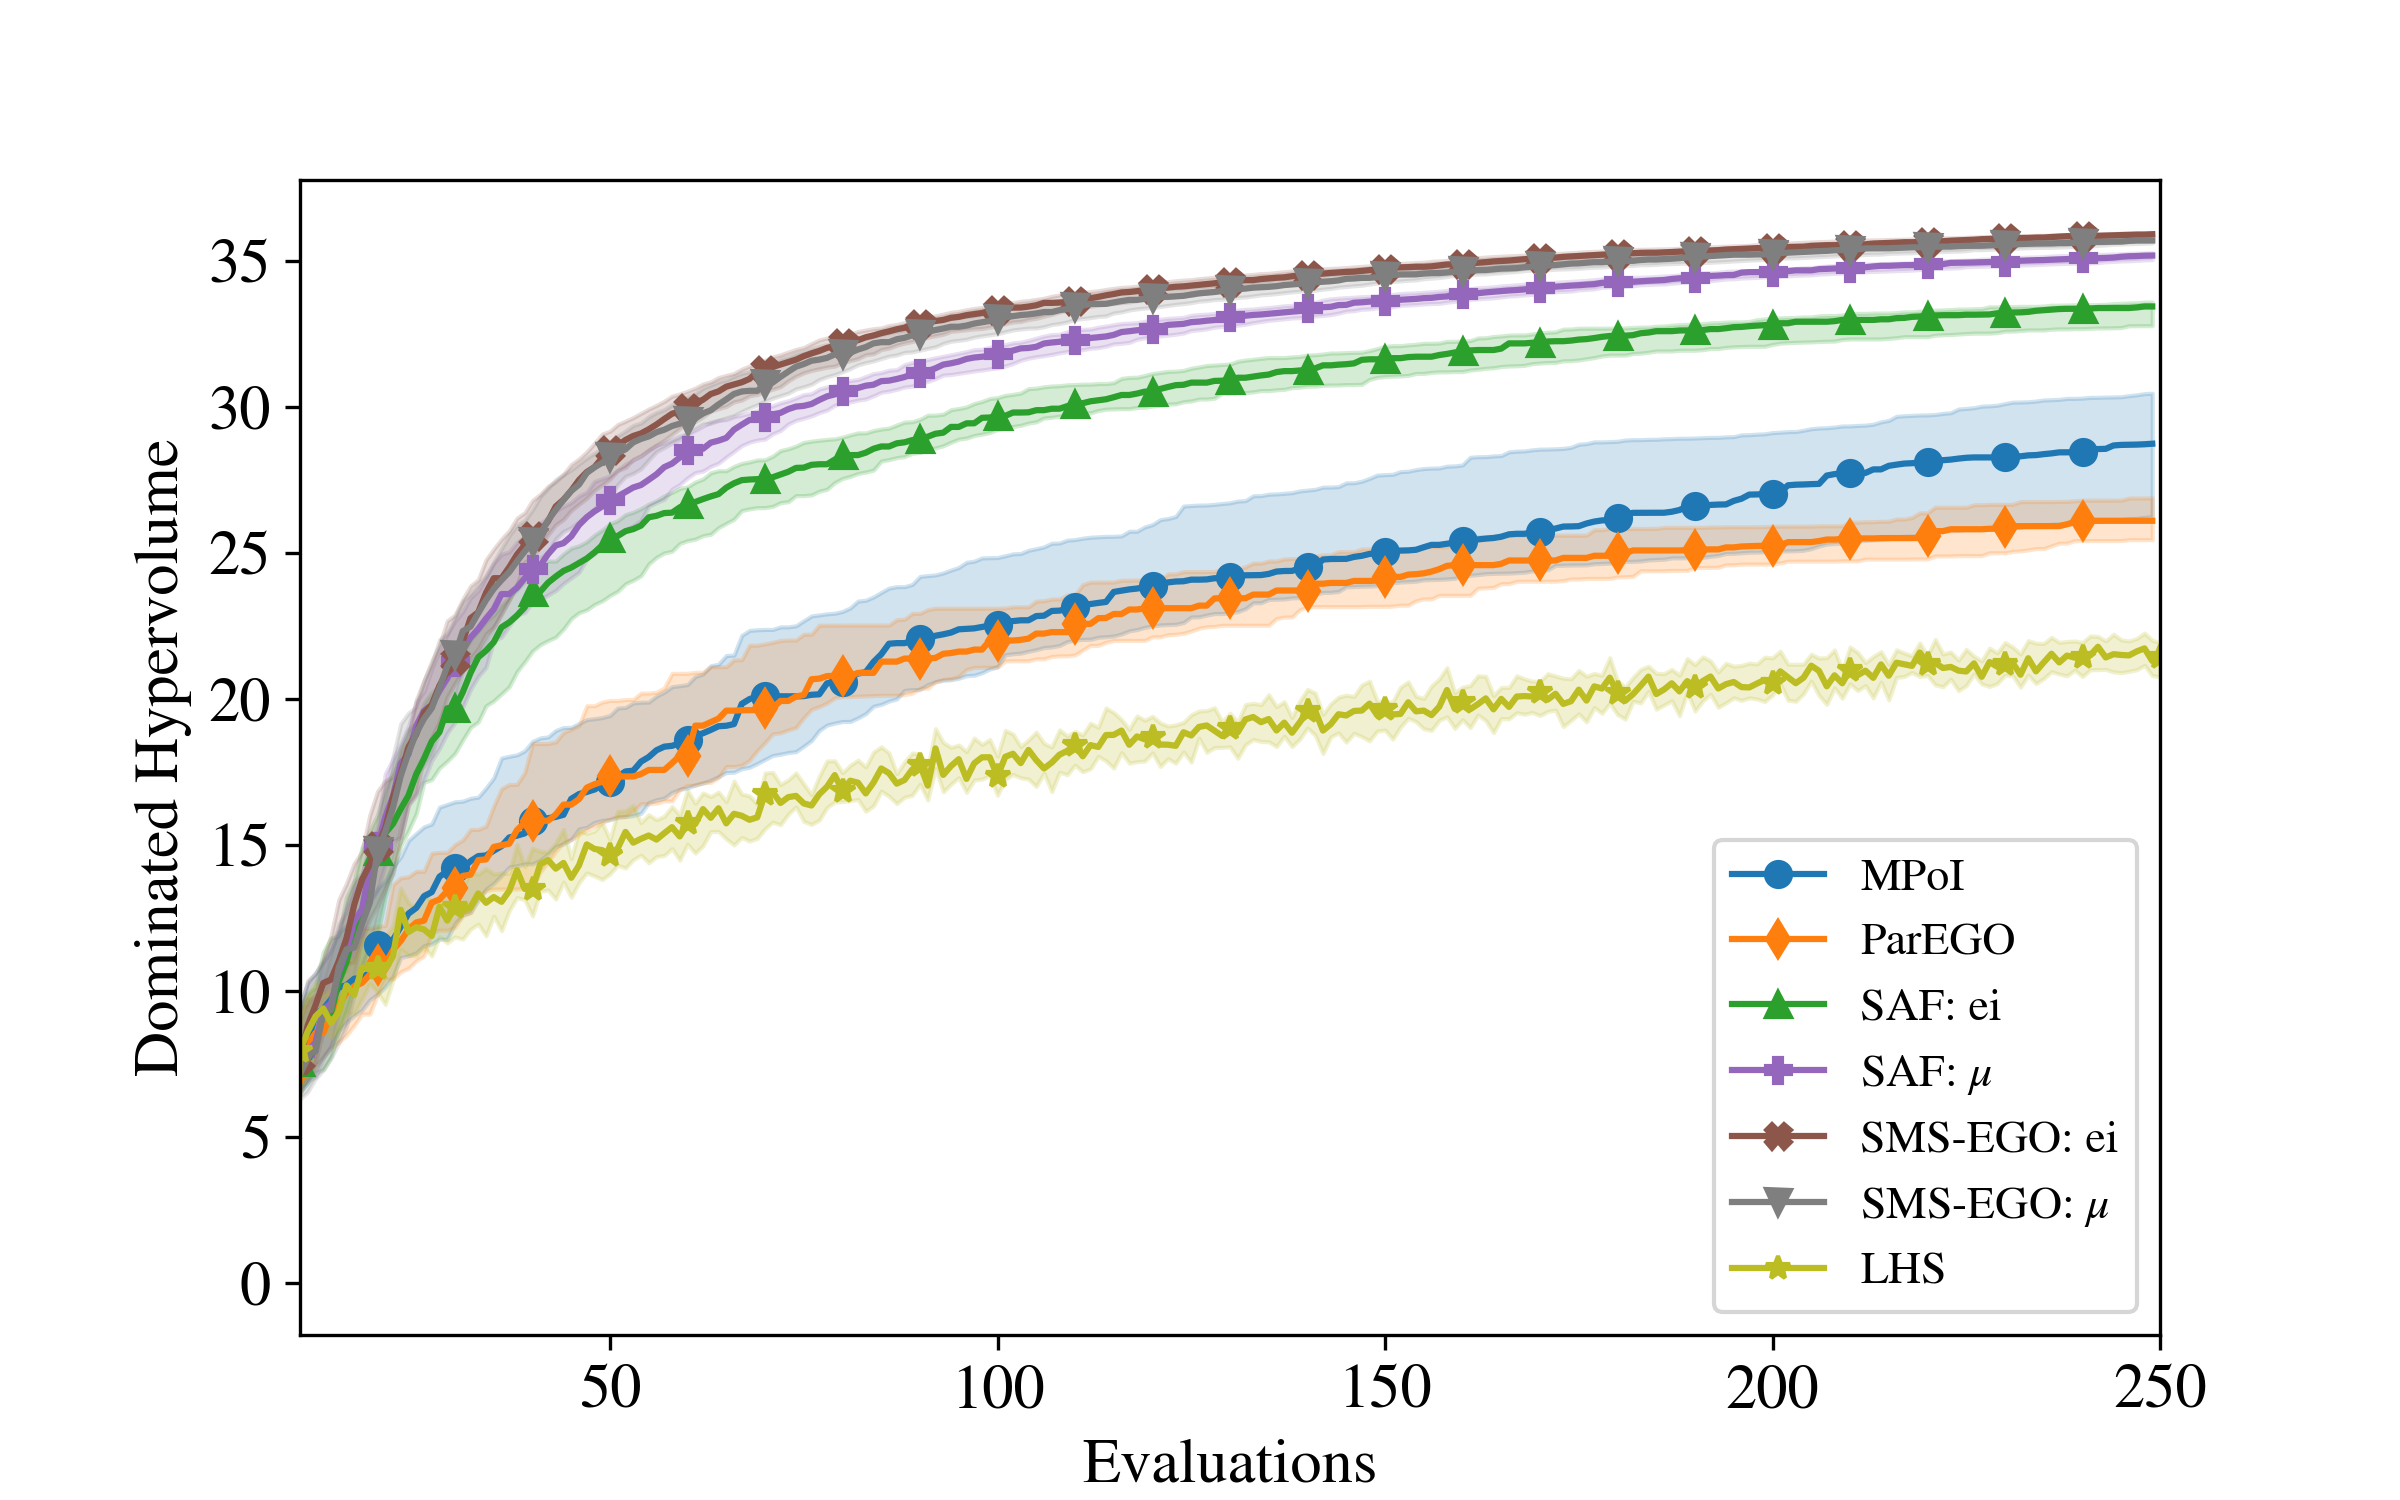 Dominated Hypervolume
35
30
25
20
15
10
5
0
50
100
150
200
250
Evaluations
MPoI
ParEGO
SAF: ei
SAF: μ
SMS-EGO: ei
SMS-EGO: μ
LHS